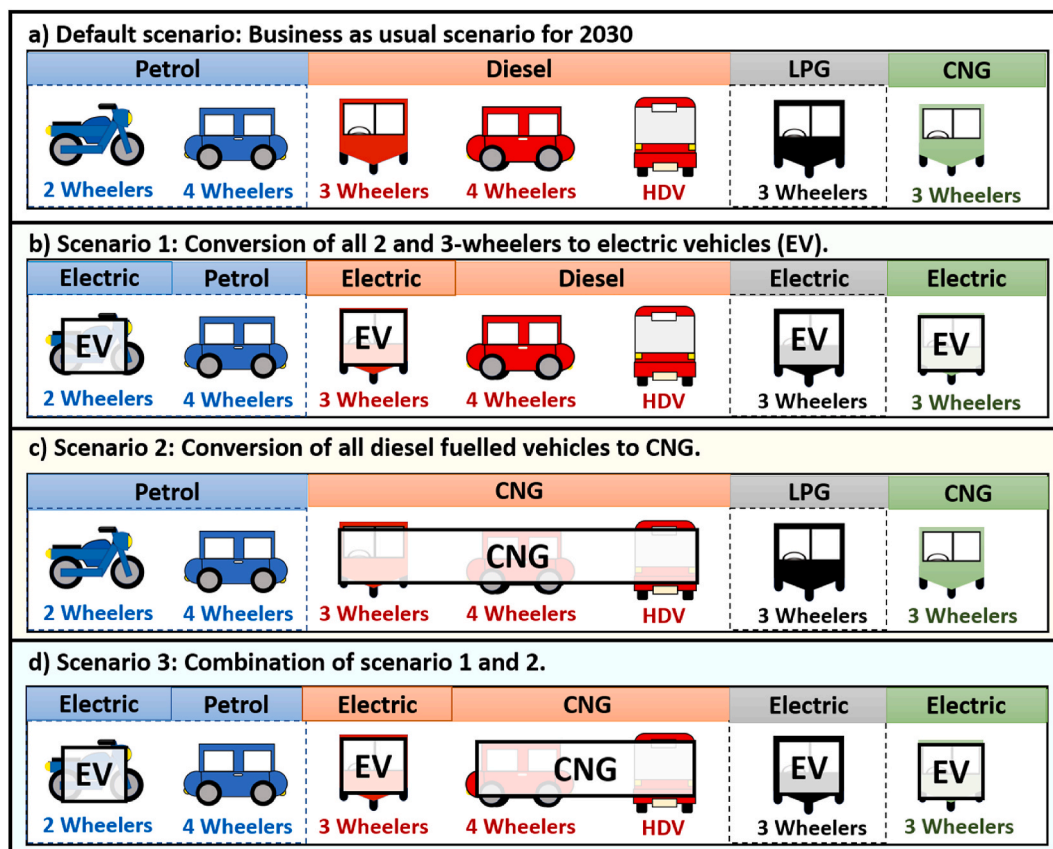 a) Default scenario: Business as usual scenario for 2030
Petrol Diesel LPG CNG
2 Wheelers 4 Wheelers 3 Wheelers 4 Wheelers HDV 3 Wheelers 3 Wheelers
b) Scenario 1: Conversion of all 2 and 3-wheelers to electric vehicles (EV).
Electric Petrol Electric Diesel Electric Electric
EV EV EV EV
2 Wheelers 4 Wheelers 3 Wheelers 4 Wheelers HDV 3 Wheelers 3 Wheelers
c) Scenario 2: Conversion of all diesel fuelled vehicles to CNG.
Petrol CNG LPG CNG
CNG
2 Wheelers 4 Wheelers 3 Wheelers 4 Wheelers HDV 3 Wheelers 3 Wheelers
d) Scenario 3: Combination of scenario 1 and 2.
Electric Petrol Electric CNG Electric Electric
EV EV CNG EV EV
2 Wheelers 4 Wheelers 3 Wheelers 4 Wheelers HDV 3 Wheelers 3 Wheelers